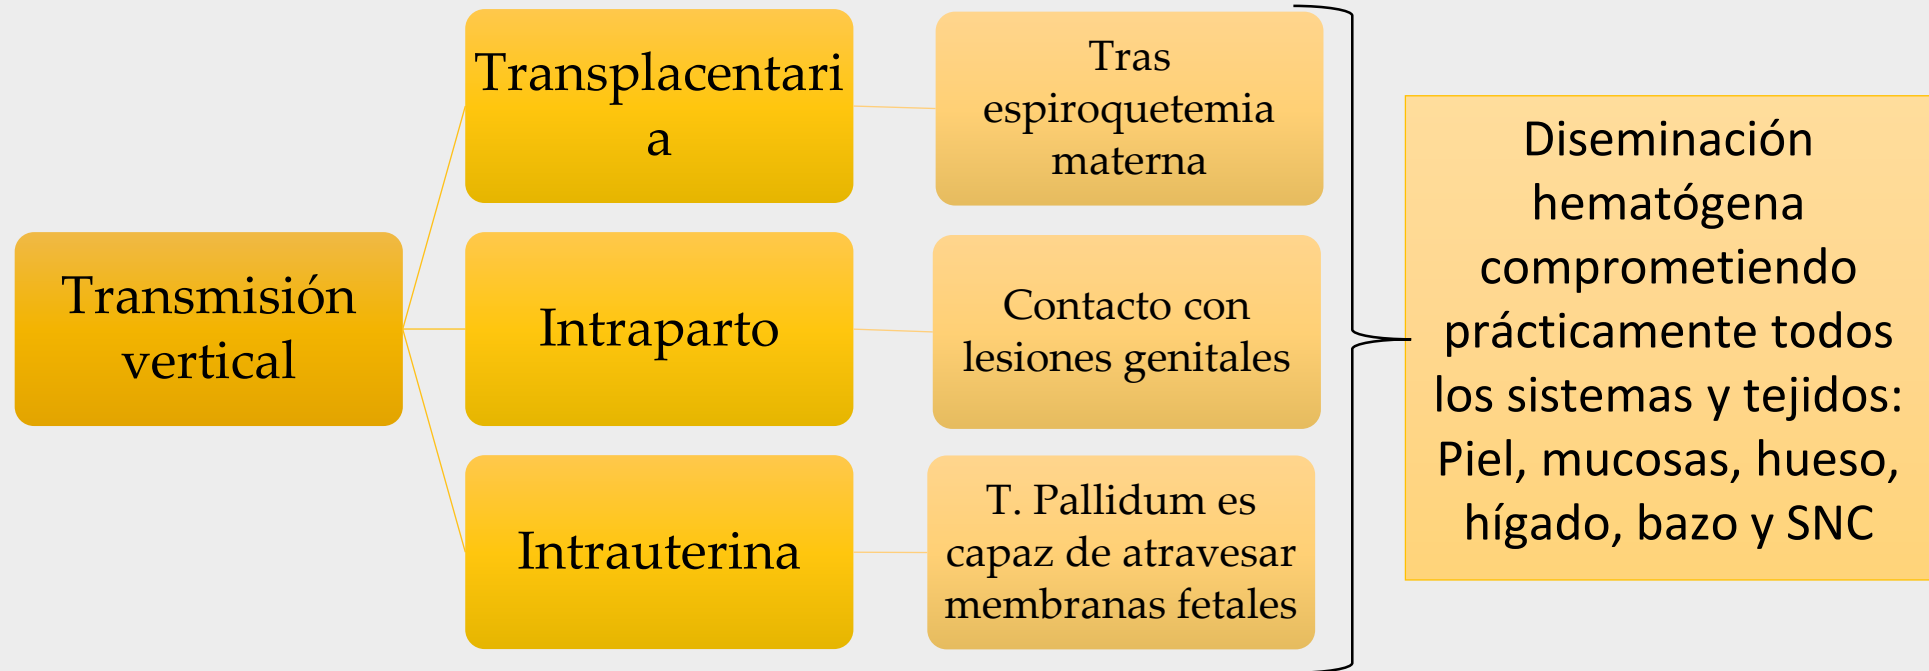 Transmisión
vertical
Transplacentari
a
Tras
espiroquetemia
materna
Intraparto
Contacto con
lesiones genitales
Intrauterina
T. Pallidum es
capaz de atravesar
membranas fetales
Diseminación
hematógena
comprometiendo
prácticamente todos
los sistemas y tejidos:
Piel, mucosas, hueso,
hígado, bazo y SNC